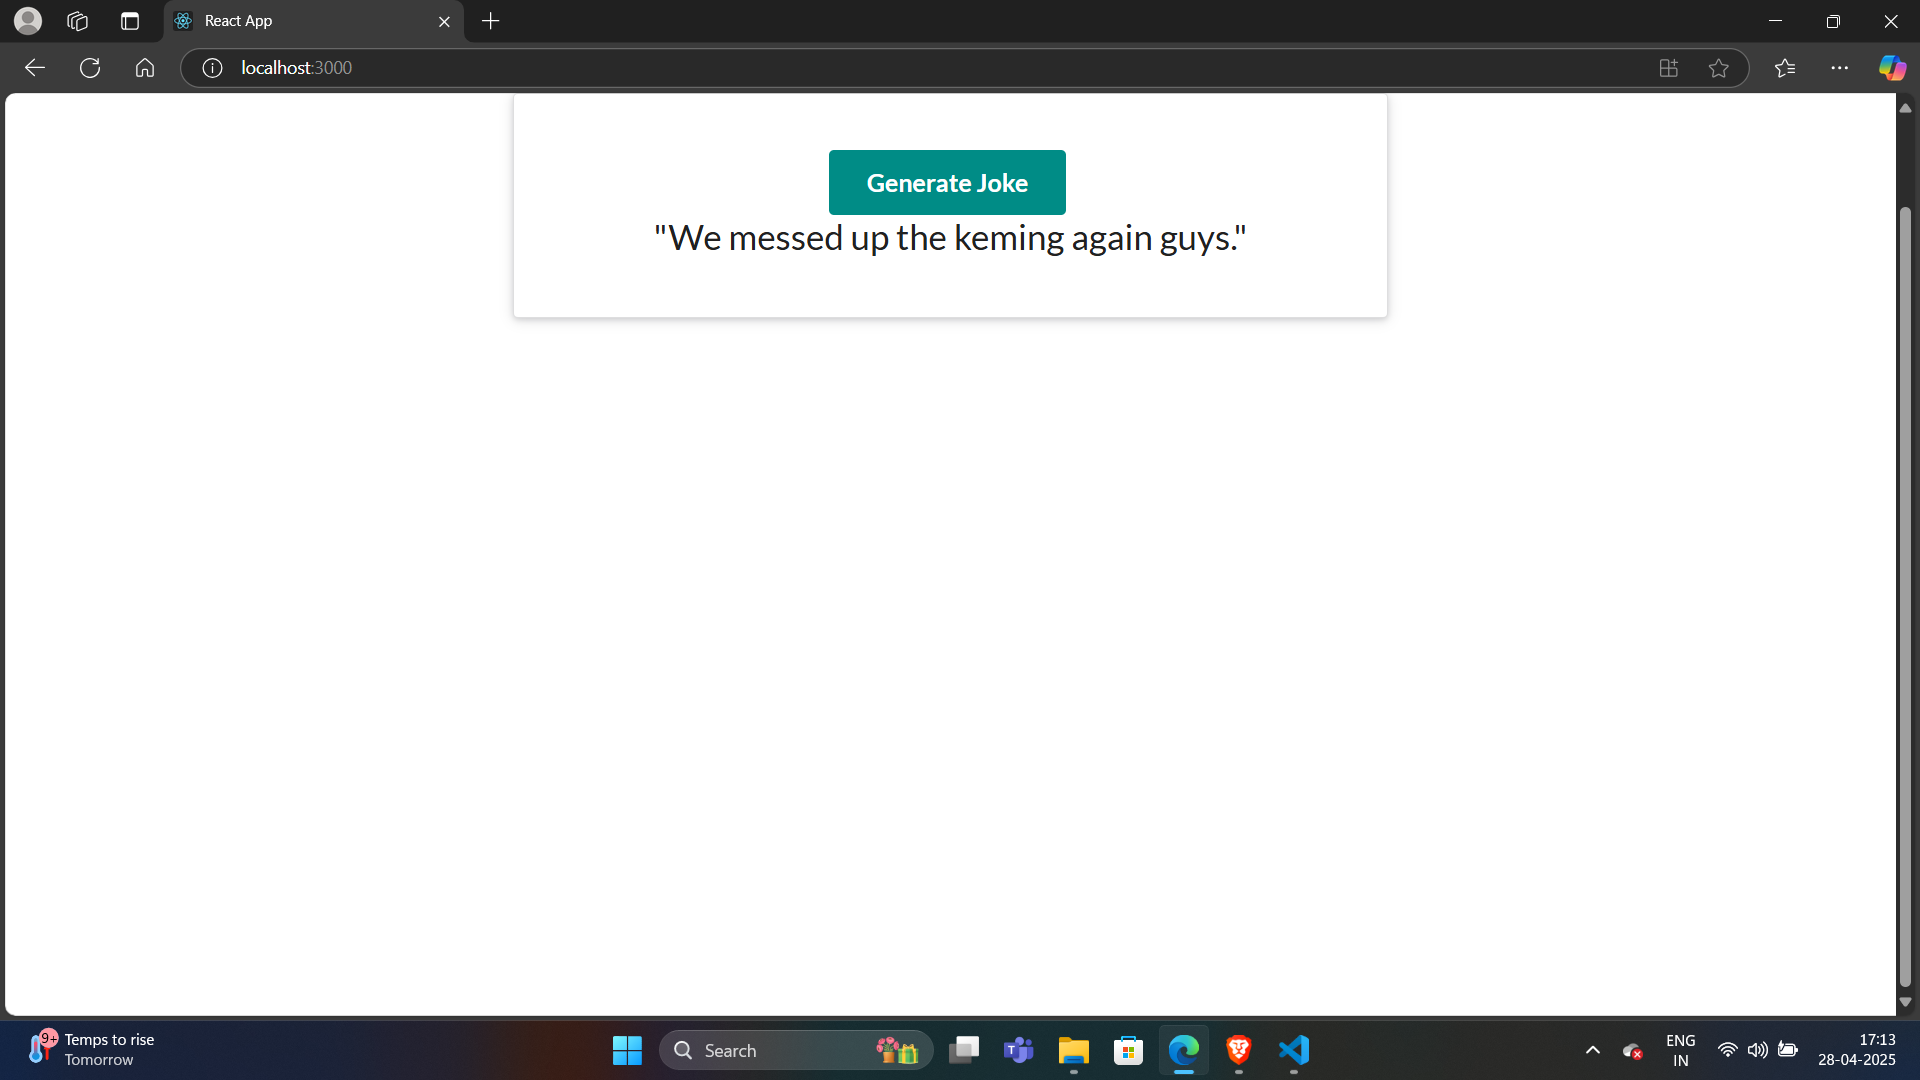 React App
localhost:3000
Generate Joke
"We messed up the keming again guys."
9+
Temps to rise
Tomorrow
Search
T
ENG
IN
17:13
28-04-2025